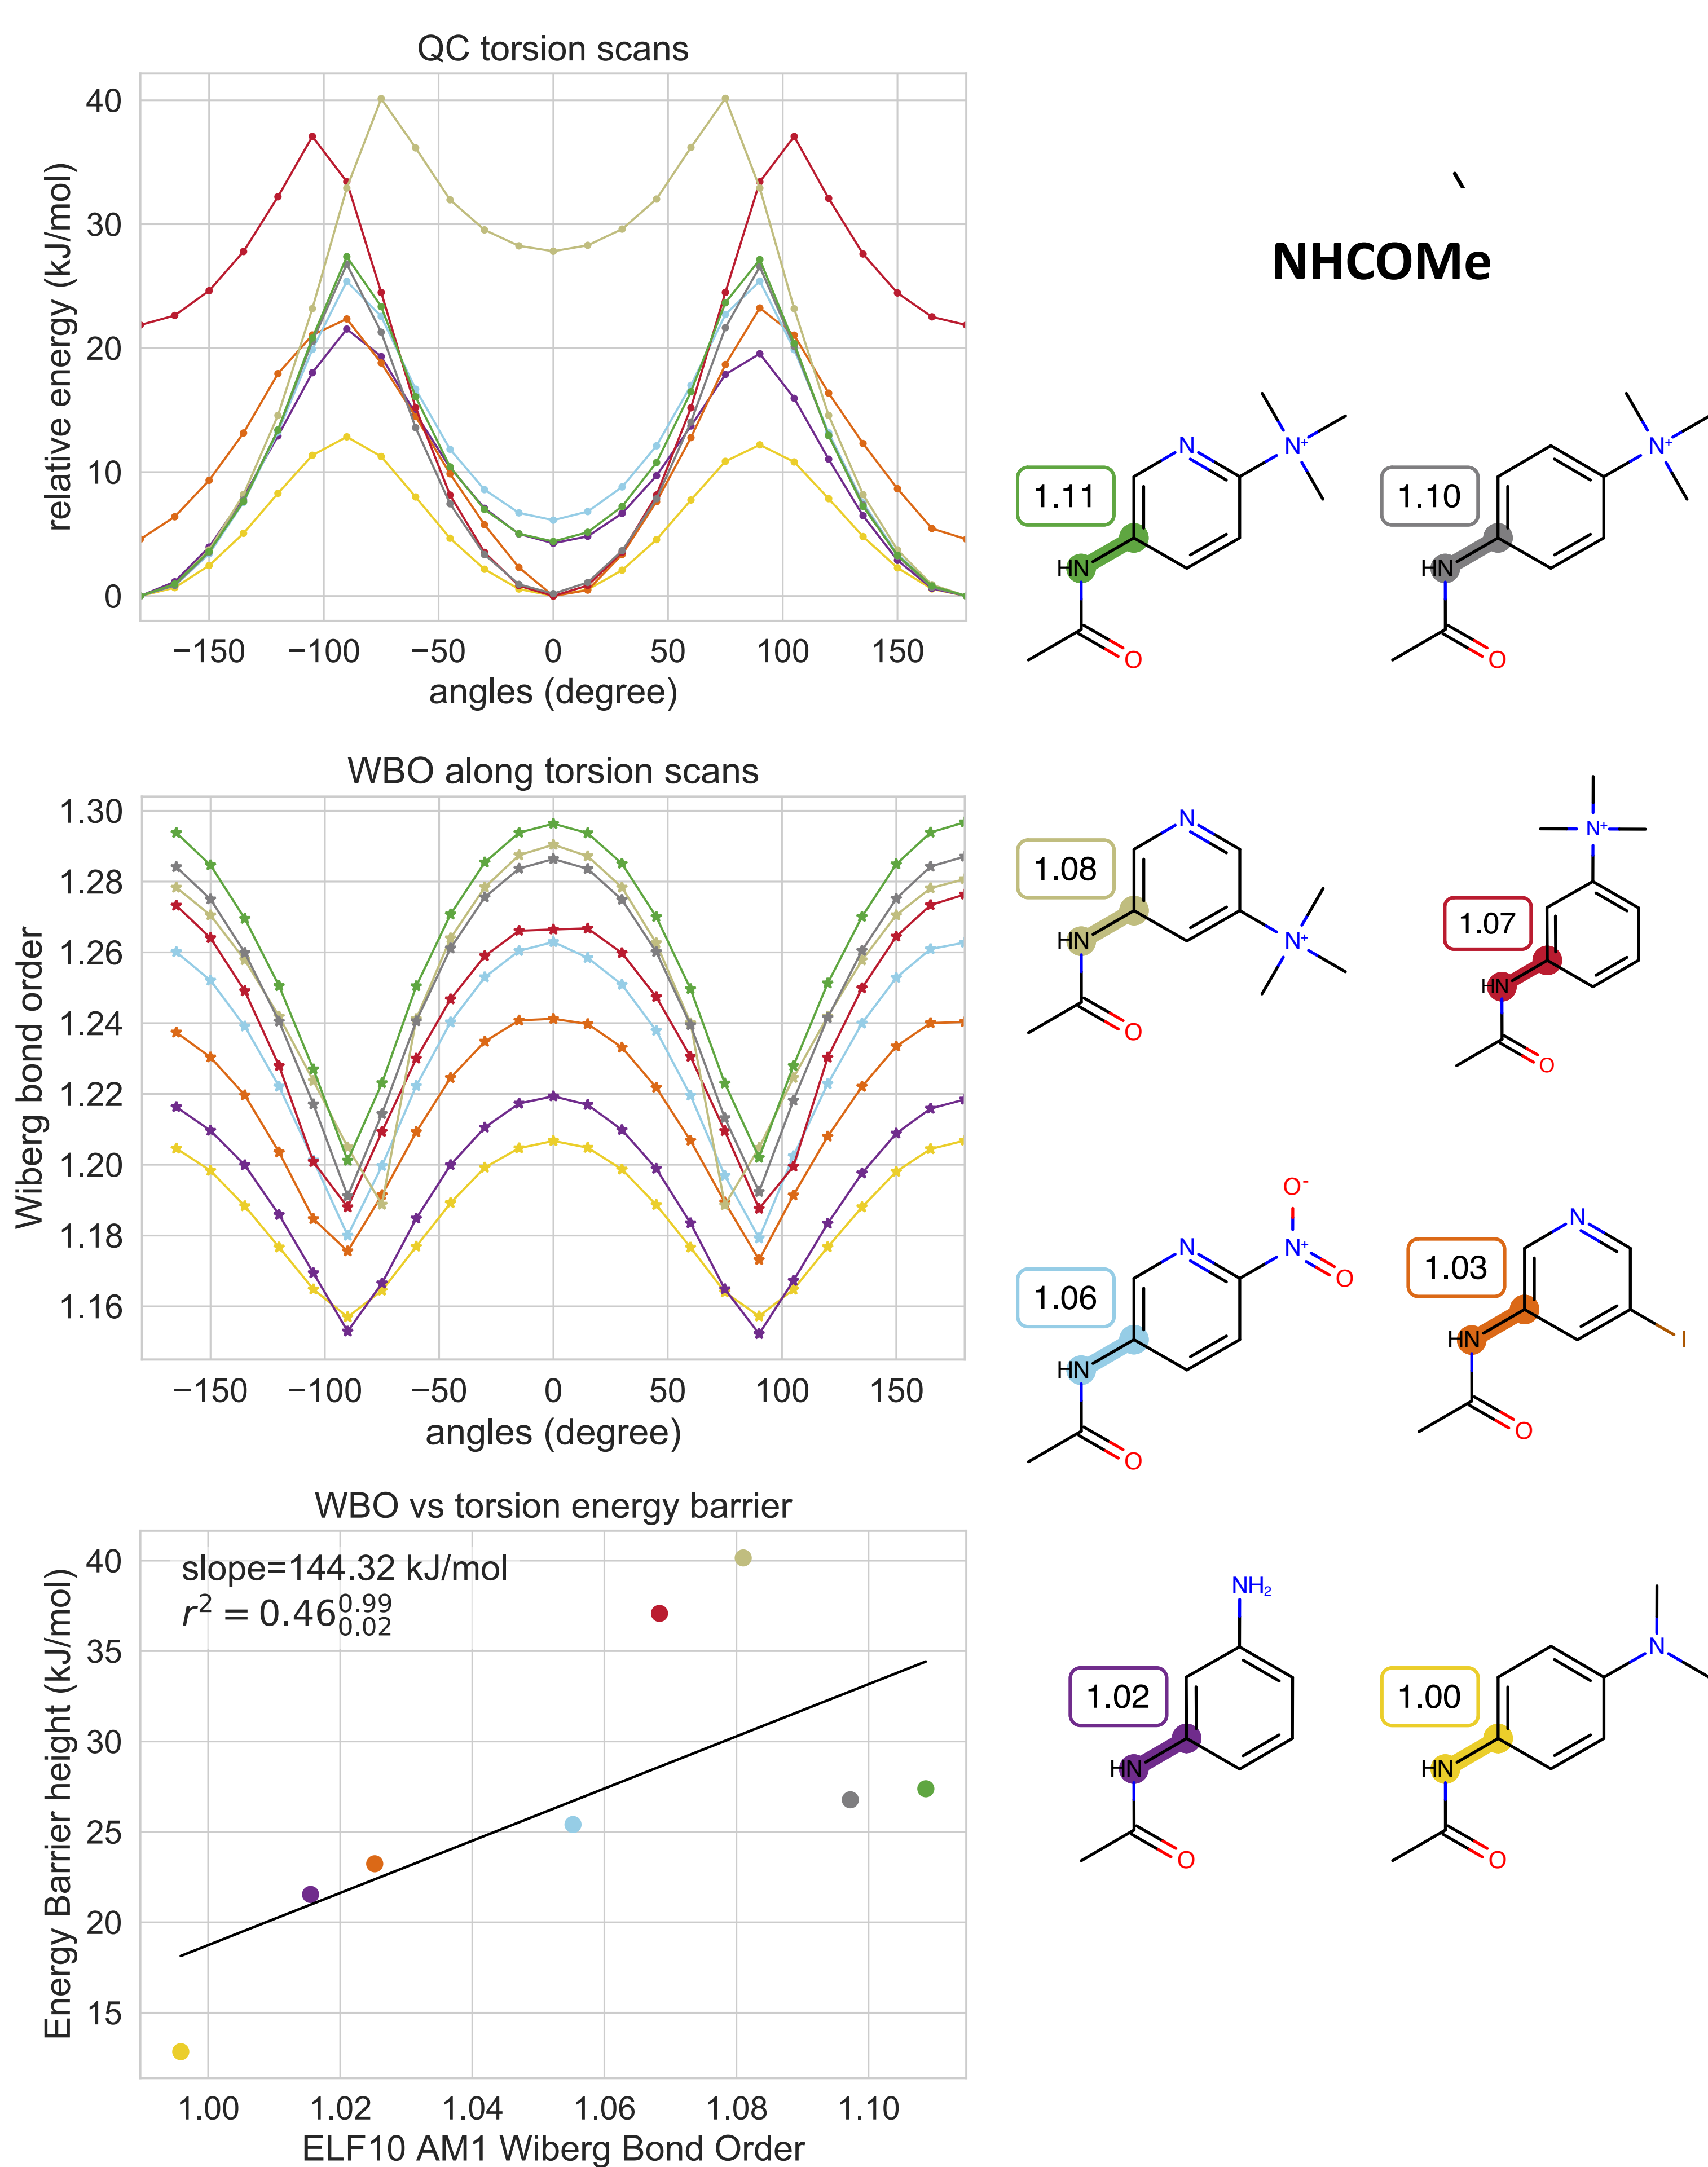 QC torsion scans
40
30
20
10
0
relative energy (kJ/mol)
−150 −100 −50 0 50 100 150
angles (degree)
NHCOMe
1.11
N
N+
HN
O
1.10
N+
HN
O
WBO along torsion scans
1.30
1.28
1.26
1.24
1.22
1.20
1.18
1.16
Wiberg bond order
−150 −100 −50 0 50 100 150
angles (degree)
1.08
N
N+
HN
O
1.07
N+
HN
O
1.06
N
O-
N+
O
HN
O
1.03
N
I
HN
O
WBO vs torsion energy barrier
slope=144.32 kJ/mol
r² = 0.46 0.99 0.02
40
35
30
25
20
15
Energy Barrier height (kJ/mol)
1.00 1.02 1.04 1.06 1.08 1.10
ELF10 AM1 Wiberg Bond Order
1.02
NH₂
HN
O
1.00
N
HN
O